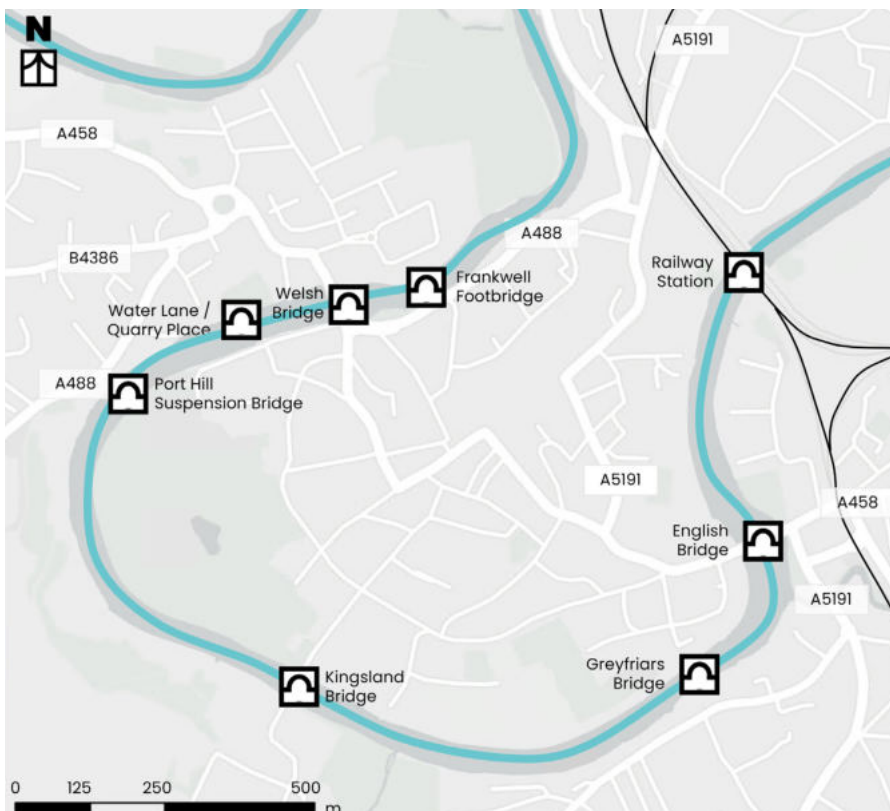 N
A5191
A458
A488
B4386
Railway
Station
Frankwell
Footbridge
Welsh
Bridge
Water Lane /
Quarry Place
A488
Port Hill
Suspension Bridge
A5191
A458
English
Bridge
A5191
Greyfriars
Bridge
Kingsland
Bridge
0 125 250 500
m